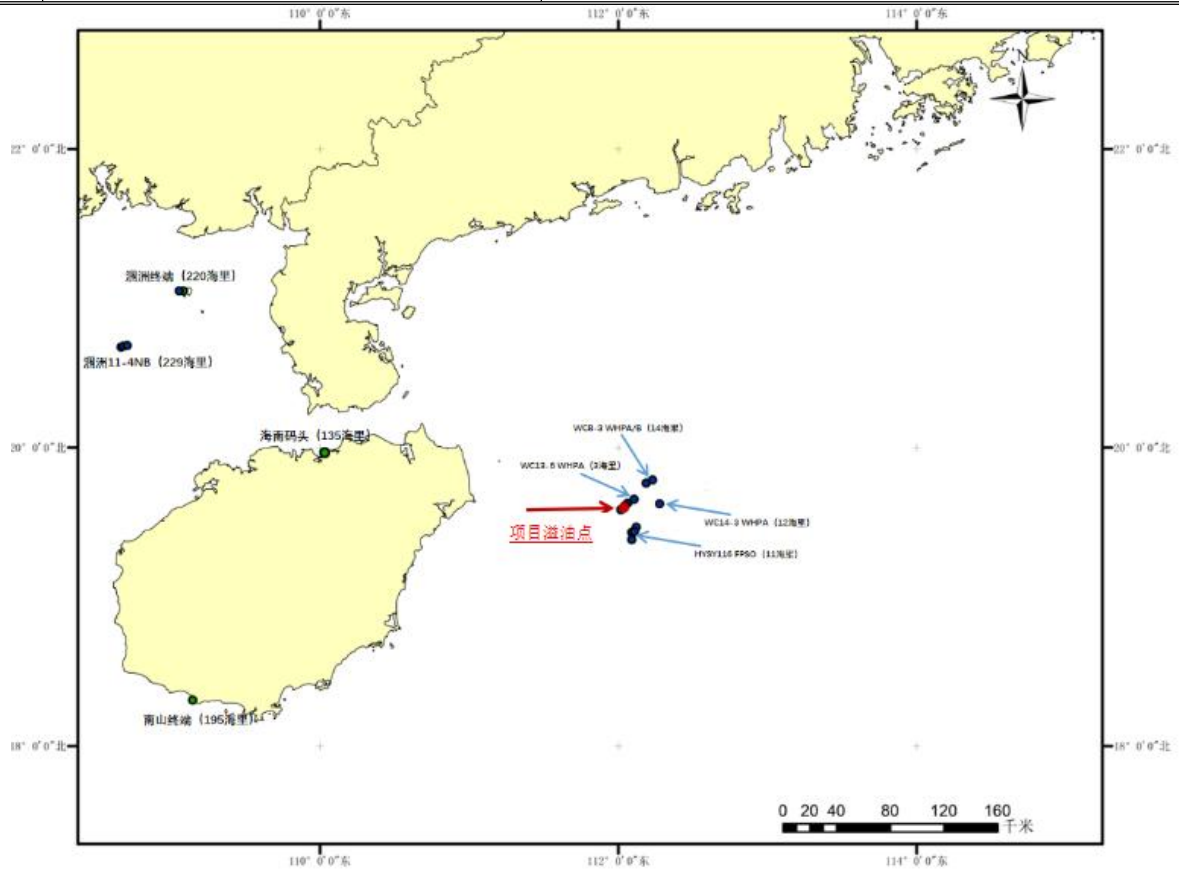 110° 0'0"东 112° 0'0"东 114° 0'0"东
N
22° 0'0"北 22° 0'0"北
涠洲终端（220海里）
涠洲11-4NB（229海里）
海南码头（135海里）
20° 0'0"北 20° 0'0"北
WC8-3 WHPA/B（14海里）
WC13-6 WHPA（3海里）
项目溢油点
WC14-3 WHPA（12海里）
HYSY116 FPSO（11海里）
南山终端（195海里）
18° 0'0"北 18° 0'0"北
0 20 40 80 120 160
千米
110° 0'0"东 112° 0'0"东 114° 0'0"东